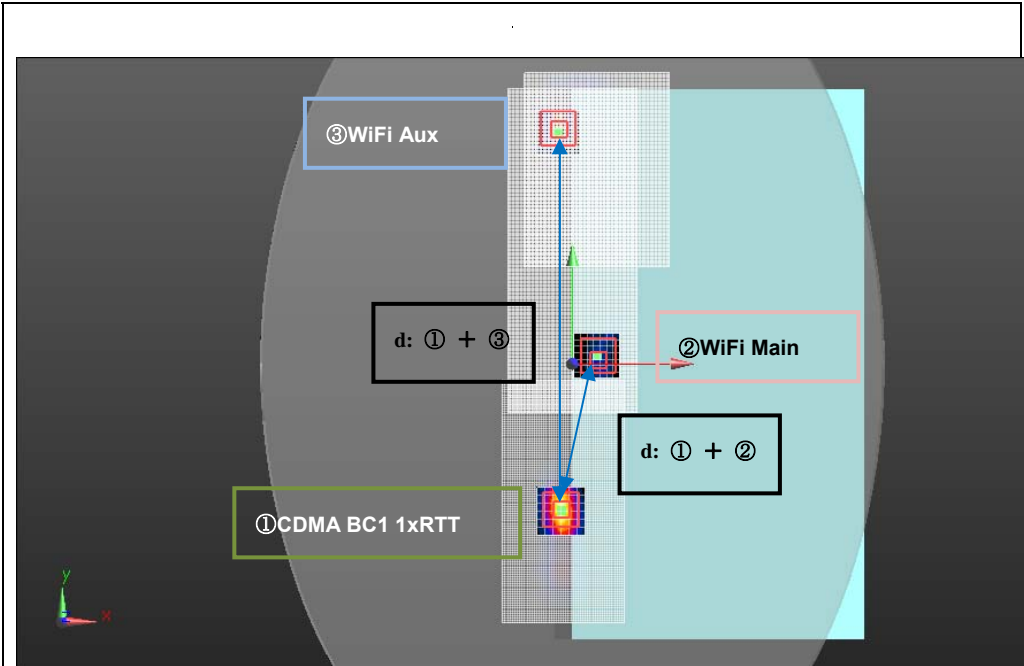 ③WiFi Aux
d: ① + ③
②WiFi Main
d: ① + ②
①CDMA BC1 1xRTT
y
x